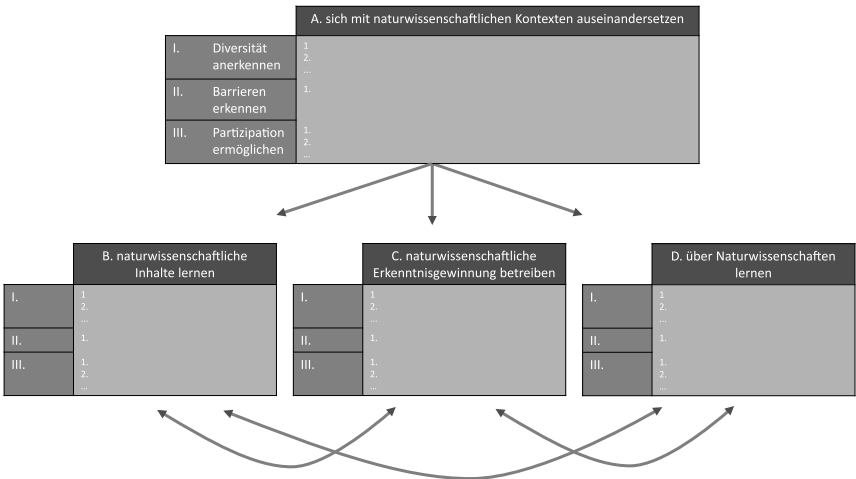 A. sich mit naturwissenschaftlichen Kontexten auseinandersetzen
I. Diversität
anerkennen
1
2.
...
II. Barrieren
erkennen
1.
III. Partizipation
ermöglichen
1.
2.
...
B. naturwissenschaftliche
Inhalte lernen
I.
1
2.
...
II.
1.
III.
1.
2.
...
C. naturwissenschaftliche
Erkenntnisgewinnung betreiben
I.
1
2.
...
II.
1.
III.
1.
2.
...
D. über Naturwissenschaften
lernen
I.
1
2.
...
II.
1.
III.
1.
2.
...